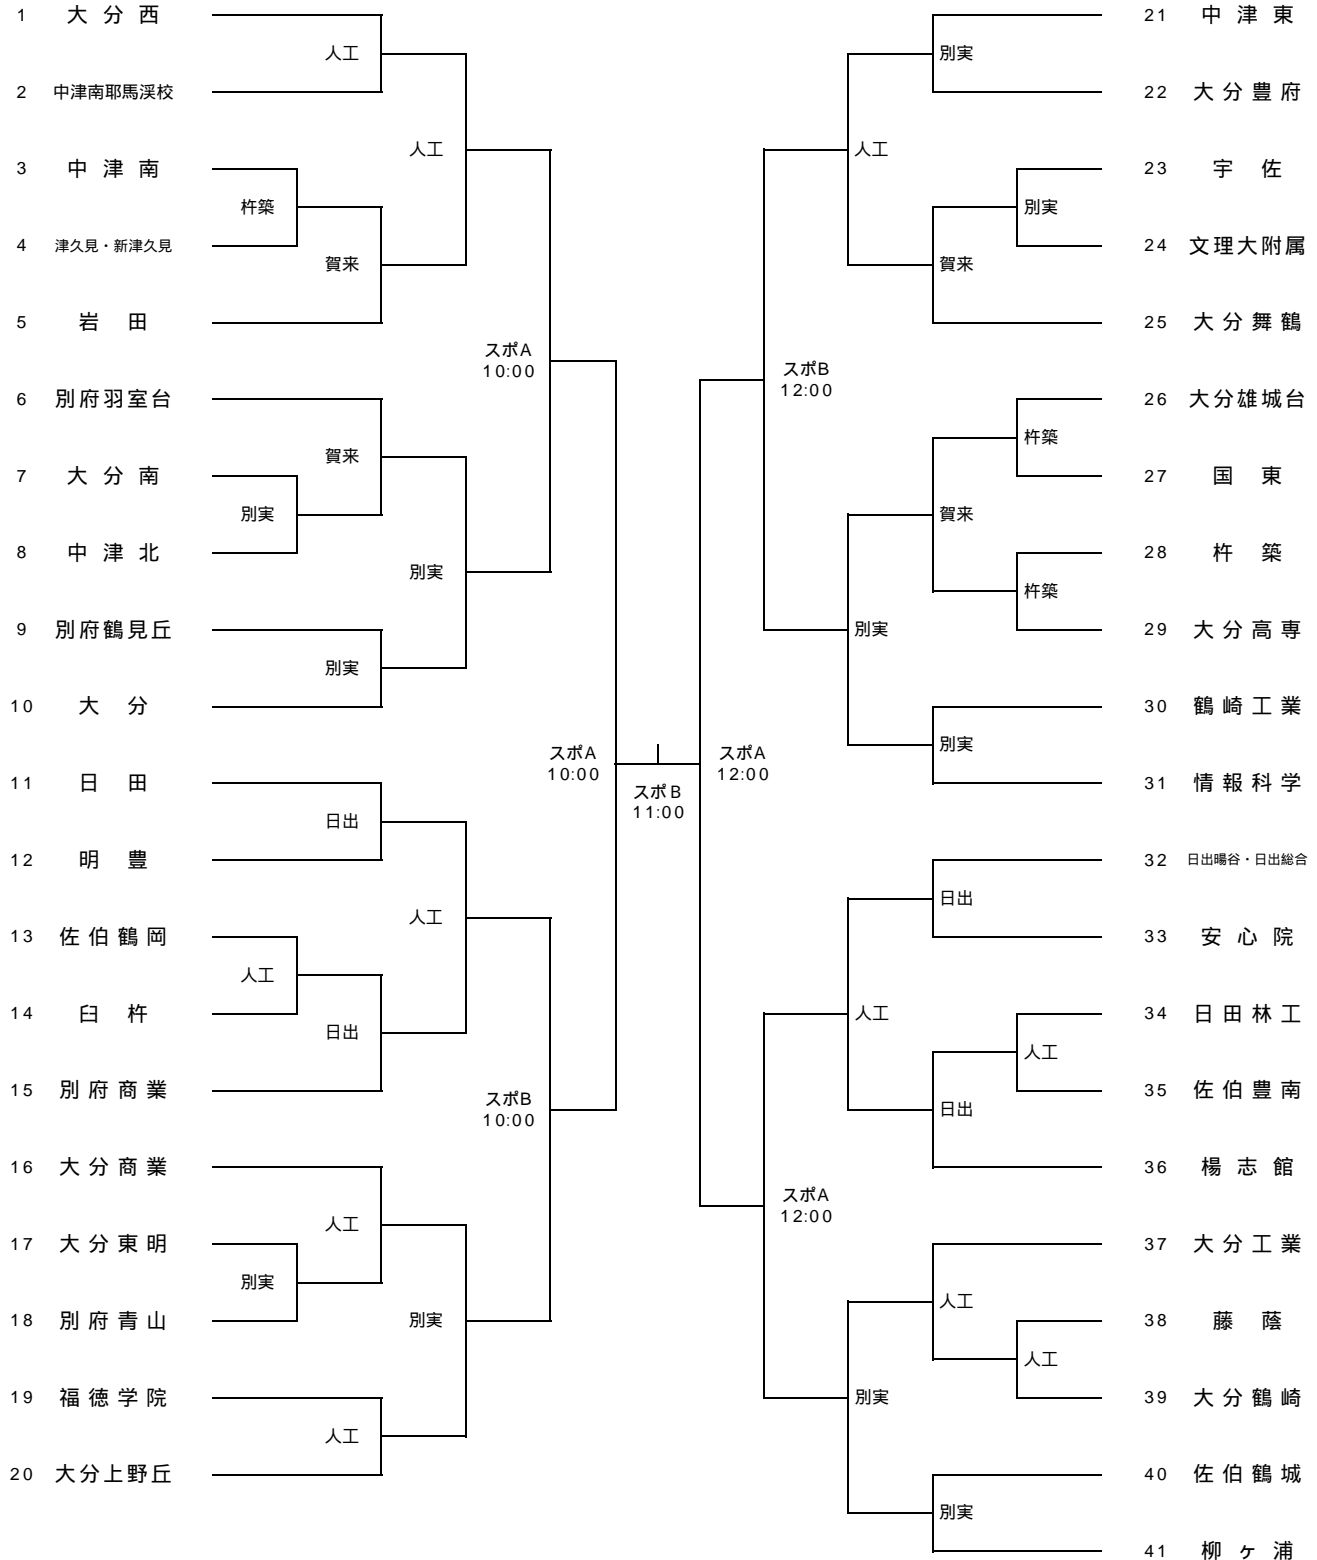 1 大分西
人工
2 中津南耶馬渓校
人工
3 中津南
杵築
4 津久見・新津久見
賀来
5 岩田
スポA
10:00
6 別府羽室台
賀来
7 大分南
別実
8 中津北
別実
9 別府鶴見丘
別実
10 大分
スポA
10:00
11 日田
日出
12 明豊
人工
13 佐伯鶴岡
人工
14 臼杵
日出
15 別府商業
スポB
10:00
16 大分商業
人工
17 大分東明
別実
18 別府青山
別実
19 福徳学院
人工
20 大分上野丘
スポB
11:00
21 中津東
別実
22 大分豊府
人工
23 宇佐
別実
24 文理大附属
賀来
25 大分舞鶴
スポB
12:00
26 大分雄城台
杵築
27 国東
賀来
28 杵築
杵築
29 大分高専
別実
30 鶴崎工業
別実
31 情報科学
スポA
12:00
32 日出暘谷・日出総合
日出
33 安心院
人工
34 日田林工
人工
35 佐伯豊南
日出
36 楊志館
スポA
12:00
37 大分工業
人工
38 藤蔭
人工
39 大分鶴崎
別実
40 佐伯鶴城
別実
41 柳ヶ浦